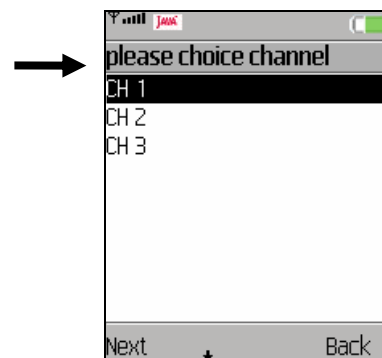 JAVA
please choice channel
CH 1
CH 2
CH 3
Next Back